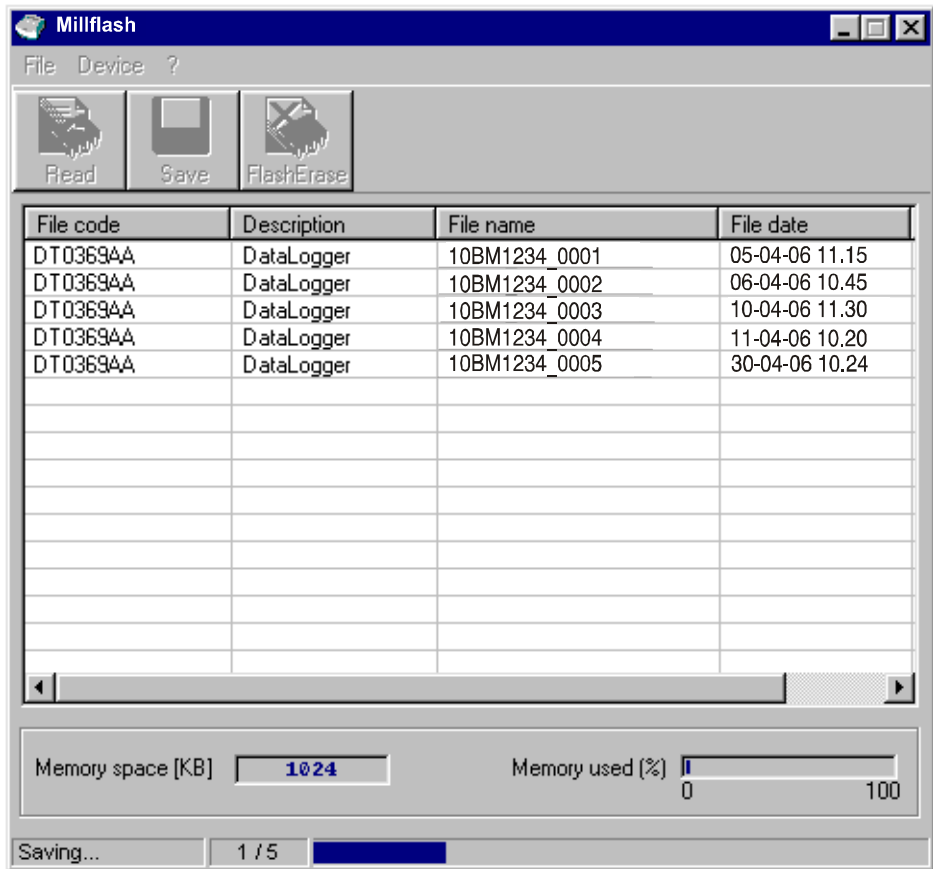 Millflash
File Device ?
Read Save FlashErase
File code Description File name File date
DT0369AA DataLogger 10BM1234_0001 05-04-06 11.15
DT0369AA DataLogger 10BM1234_0002 06-04-06 10.45
DT0369AA DataLogger 10BM1234_0003 10-04-06 11.30
DT0369AA DataLogger 10BM1234_0004 11-04-06 10.20
DT0369AA DataLogger 10BM1234_0005 30-04-06 10.24
Memory space [KB] 1024 Memory used (%)
0 100
Saving... 1 / 5